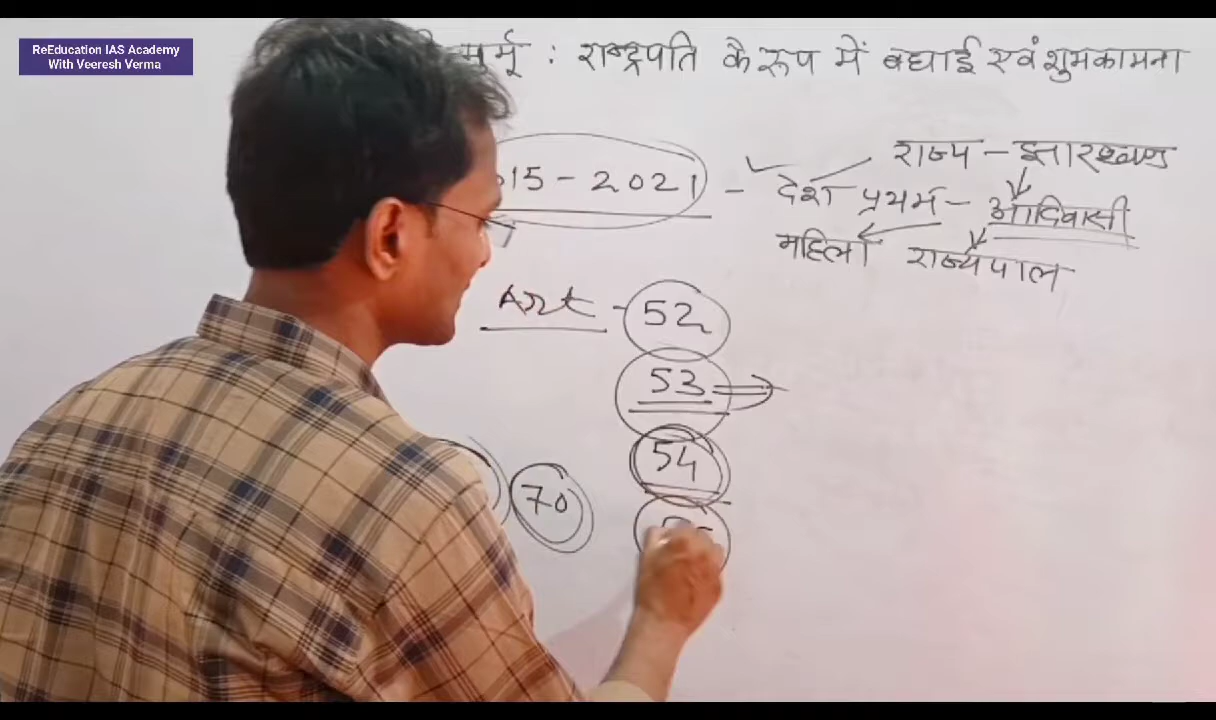 ReEducation IAS Academy
With Veeresh Verma
मूर्मू : राष्ट्रपति के रूप में बधाई एवं शुभकामना
राज्य - झारखण्ड
15 - 2021 - देश प्रथम - आदिवासी
महिला राज्यपाल
Art - 52
53
54
70